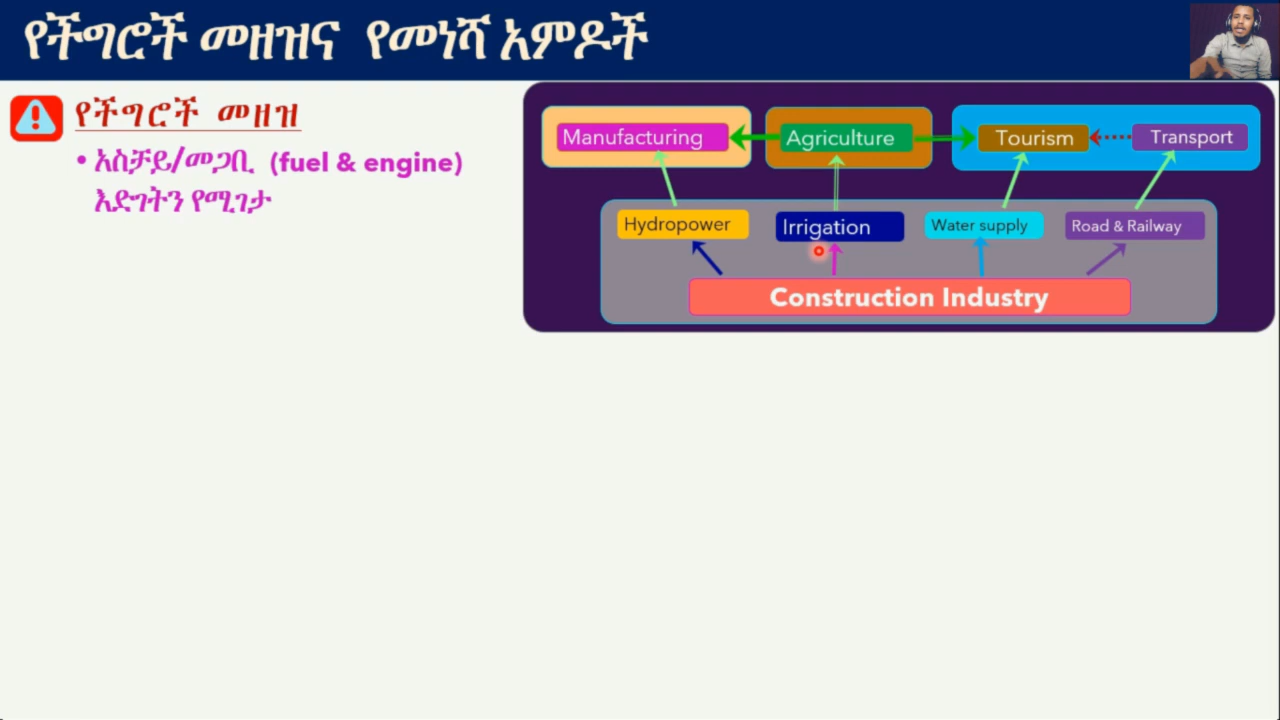 የችግሮች መዘዝና የመነሻ አምዶች
የችግሮች መዘዝ
• አስቻይ/መጋቢ (fuel & engine)
እድገትን የሚገታ
Manufacturing
Agriculture
Tourism
Transport
Hydropower
Irrigation
Water supply
Road & Railway
Construction Industry